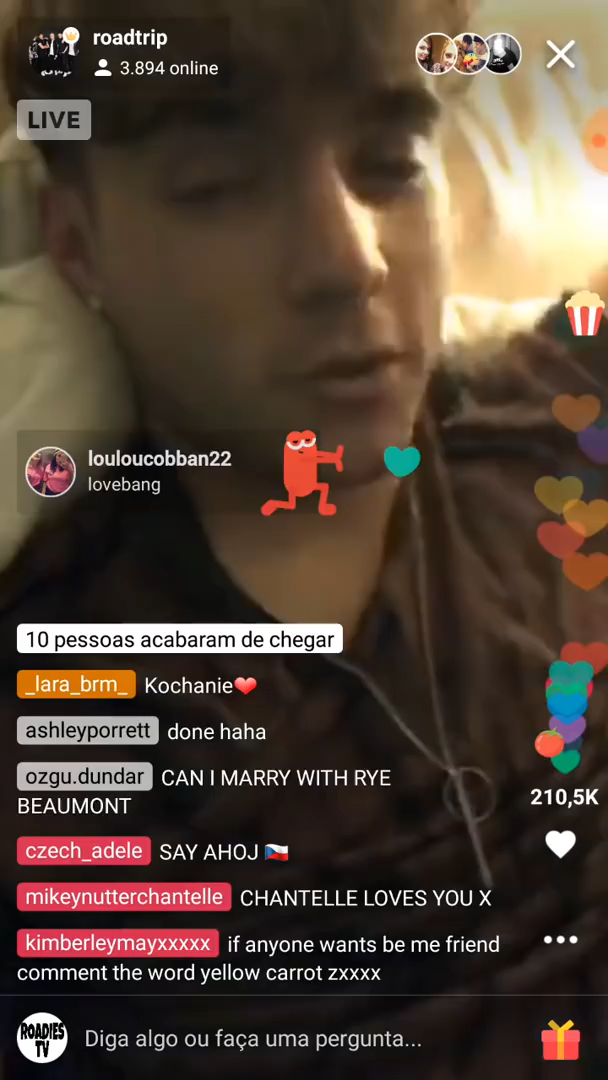 roadtrip
3.894 online
LIVE
louloucobban22
lovebang
10 pessoas acabaram de chegar
_lara_brm_ Kochanie❤️
ashleyporrett done haha
ozgu.dundar CAN I MARRY WITH RYE
BEAUMONT
czech_adele SAY AHOJ 🇨🇿
mikeynutterchantelle CHANTELLE LOVES YOU X
kimberleymayxxxxx if anyone wants be me friend
comment the word yellow carrot zxxxx
210,5K
ROADIES
TV
Diga algo ou faça uma pergunta...